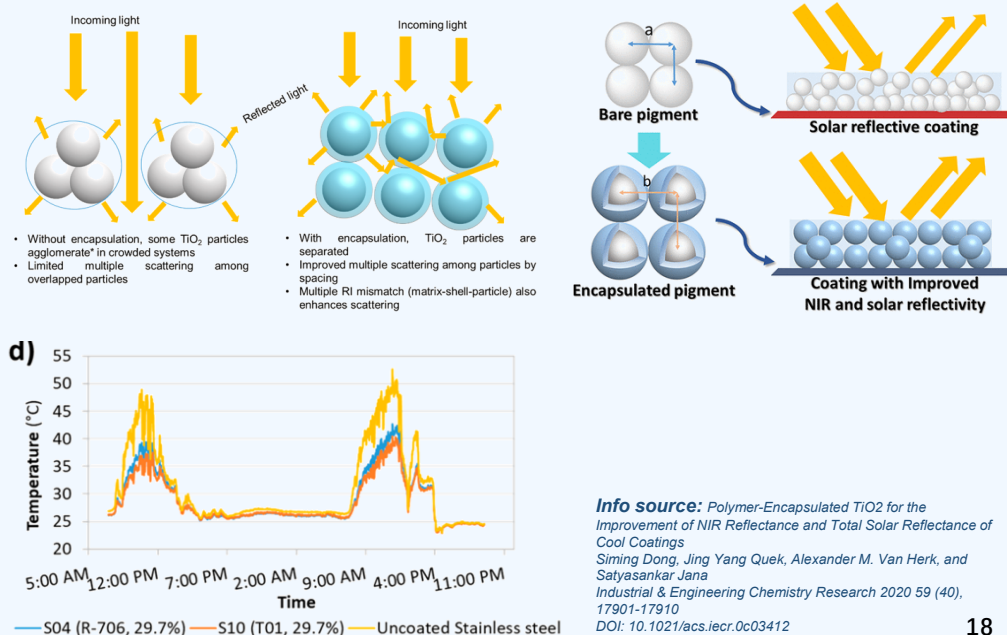 Incoming light
Incoming light
Reflected light
• Without encapsulation, some TiO₂ particles
agglomerate* in crowded systems
• Limited multiple scattering among
overlapped particles
• With encapsulation, TiO₂ particles are
separated
• Improved multiple scattering among particles by
spacing
• Multiple RI mismatch (matrix-shell-particle) also
enhances scattering
a
Bare pigment
Solar reflective coating
b
Encapsulated pigment
Coating with Improved
NIR and solar reflectivity
d)
Temperature (°C)
55
50
45
40
35
30
25
20
5:00 AM
12:00 PM
7:00 PM
2:00 AM
9:00 AM
4:00 PM
11:00 PM
Time
S04 (R-706, 29.7%)
S10 (T01, 29.7%)
Uncoated Stainless steel
Info source: Polymer-Encapsulated TiO2 for the
Improvement of NIR Reflectance and Total Solar Reflectance of
Cool Coatings
Siming Dong, Jing Yang Quek, Alexander M. Van Herk, and
Satyasankar Jana
Industrial & Engineering Chemistry Research 2020 59 (40),
17901-17910
DOI: 10.1021/acs.iecr.0c03412
18